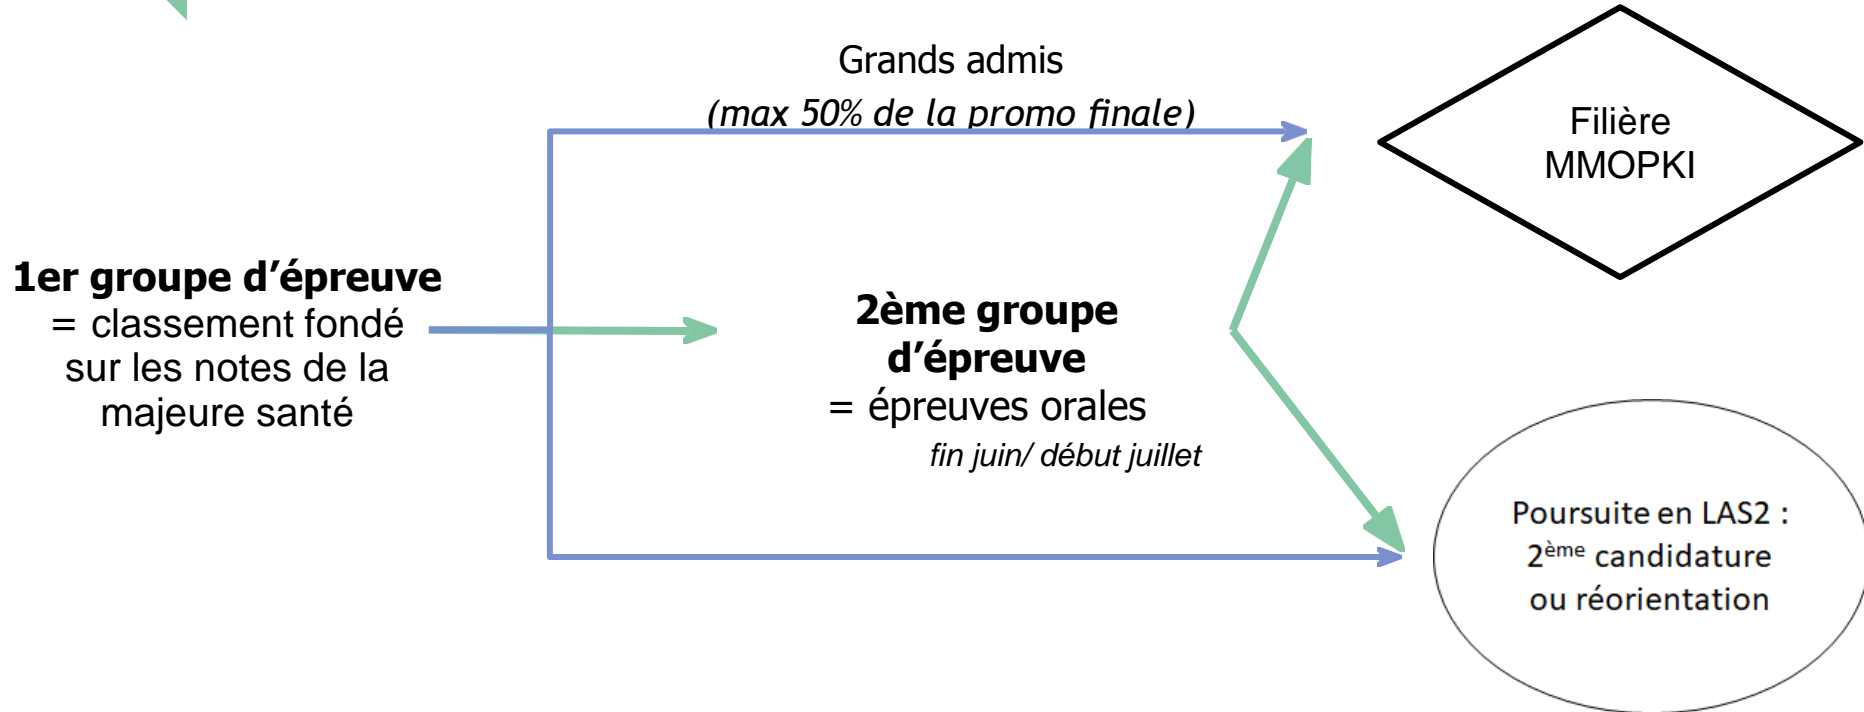 Grands admis
(max 50% de la promo finale)
Filière
MMOPKI
1er groupe d’épreuve
= classement fondé
sur les notes de la
majeure santé
2ème groupe
d’épreuve
= épreuves orales
fin juin/ début juillet
Poursuite en LAS2 :
2ème candidature
ou réorientation